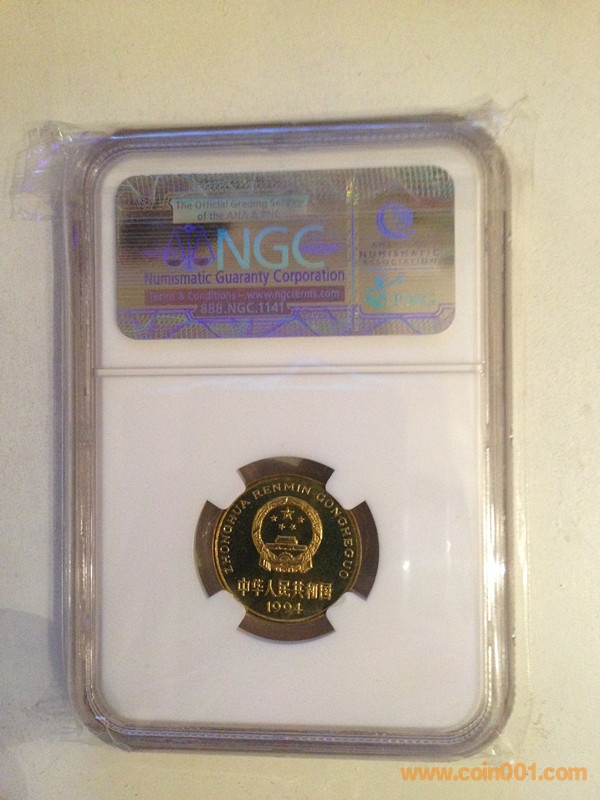 The Official Grading Service
of the ANA & PNG
NGC
Numismatic Guaranty Corporation
Terms & Conditions – www.ngcterms.com
888.NGC.1141
NUMISMATIC
ASSOCIATION
PNG
ZHONGHUA RENMIN GONGHEGUO
中华人民共和国
1994
www.coin001.com